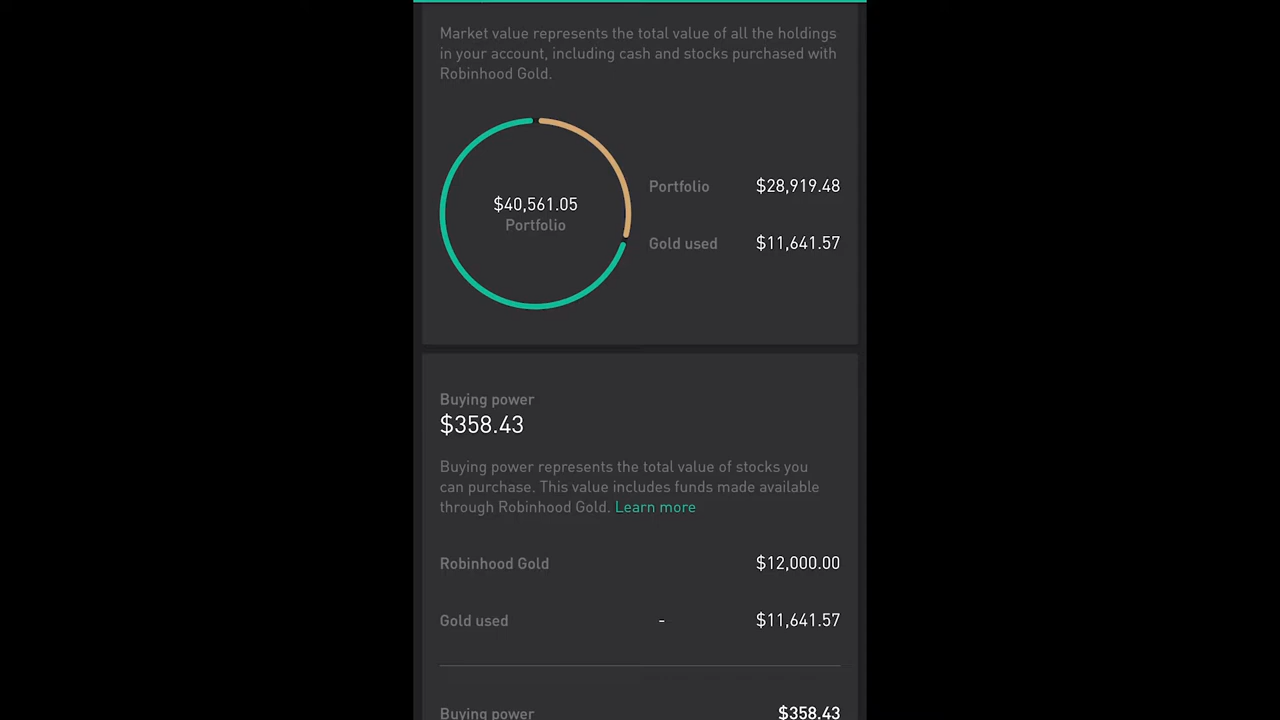 Market value represents the total value of all the holdings
in your account, including cash and stocks purchased with
Robinhood Gold.
$40,561.05
Portfolio
Portfolio $28,919.48
Gold used $11,641.57
Buying power
$358.43
Buying power represents the total value of stocks you
can purchase. This value includes funds made available
through Robinhood Gold. Learn more
Robinhood Gold $12,000.00
Gold used - $11,641.57
Buying power $358.43